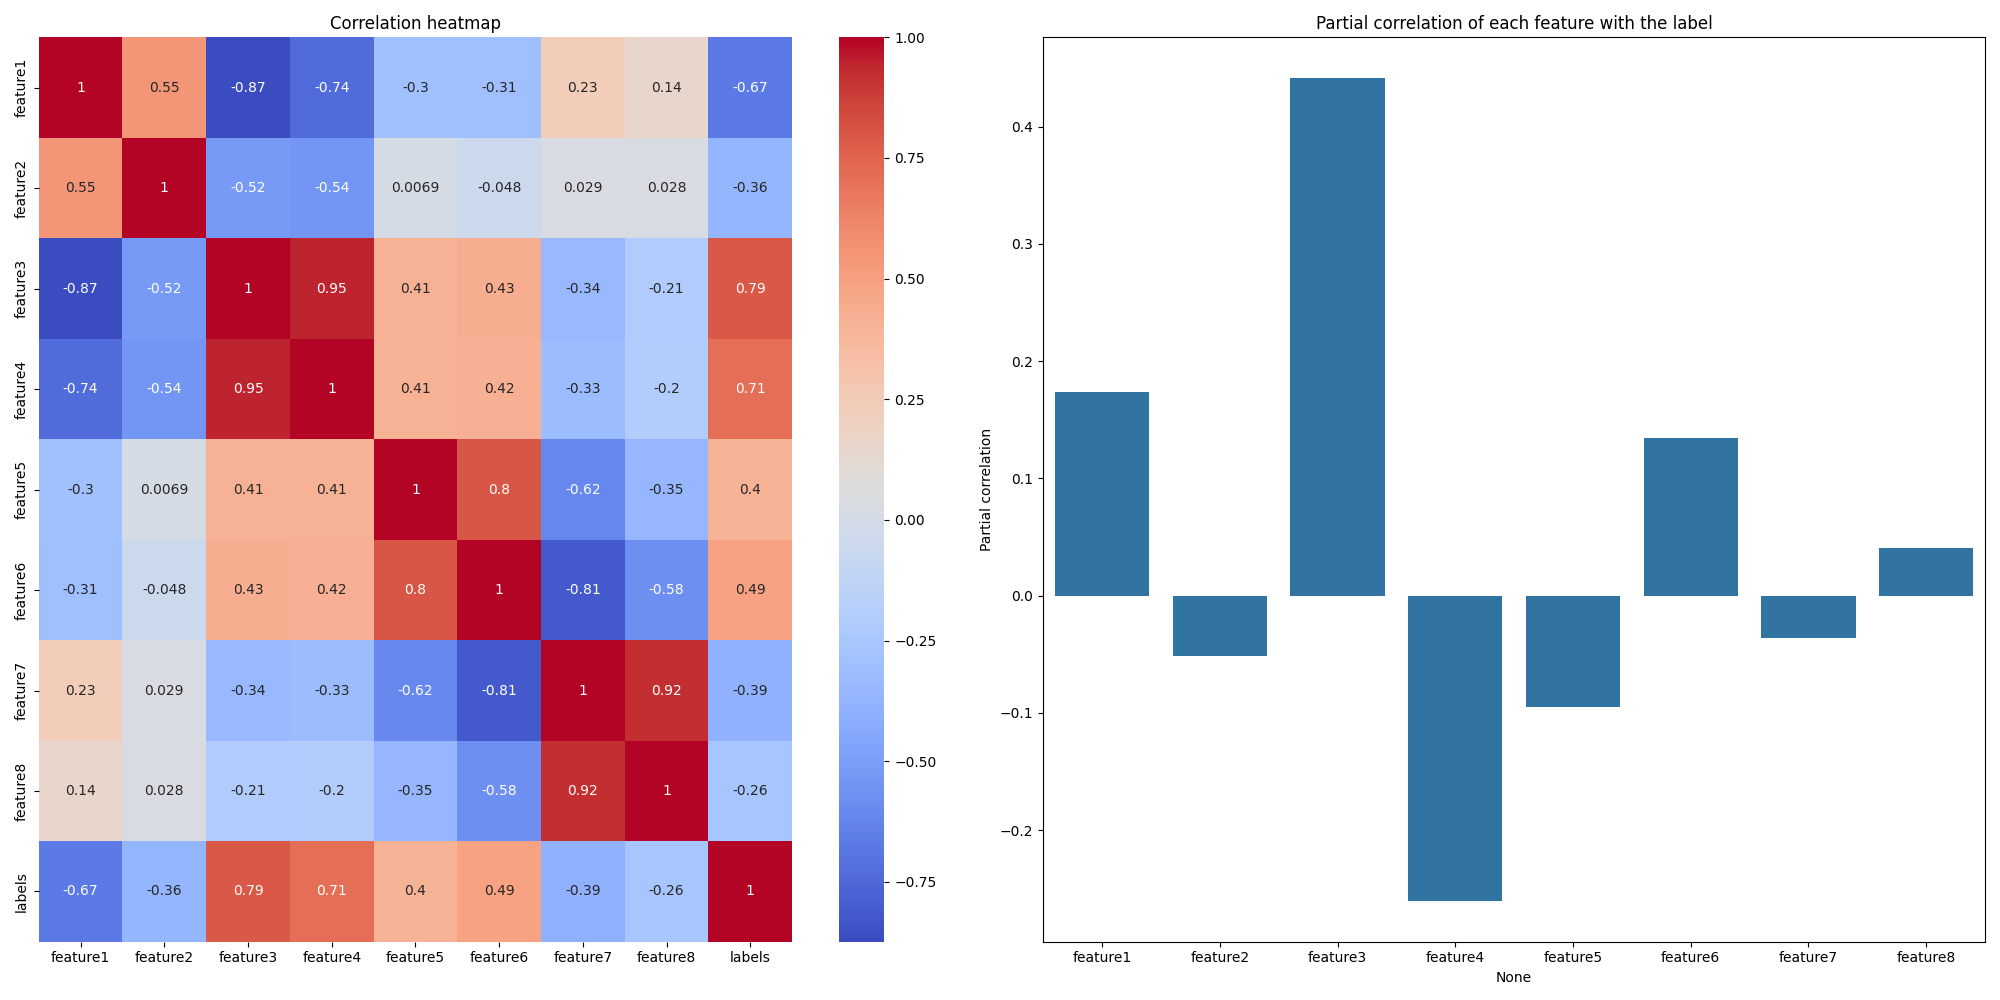 Correlation heatmap
feature1 1 0.55 -0.87 -0.74 -0.3 -0.31 0.23 0.14 -0.67
feature2 0.55 1 -0.52 -0.54 0.0069 -0.048 0.029 0.028 -0.36
feature3 -0.87 -0.52 1 0.95 0.41 0.43 -0.34 -0.21 0.79
feature4 -0.74 -0.54 0.95 1 0.41 0.42 -0.33 -0.2 0.71
feature5 -0.3 0.0069 0.41 0.41 1 0.8 -0.62 -0.35 0.4
feature6 -0.31 -0.048 0.43 0.42 0.8 1 -0.81 -0.58 0.49
feature7 0.23 0.029 -0.34 -0.33 -0.62 -0.81 1 0.92 -0.39
feature8 0.14 0.028 -0.21 -0.2 -0.35 -0.58 0.92 1 -0.26
labels -0.67 -0.36 0.79 0.71 0.4 0.49 -0.39 -0.26 1
feature1 feature2 feature3 feature4 feature5 feature6 feature7 feature8 labels
1.00
0.75
0.50
0.25
0.00
−0.25
−0.50
−0.75
Partial correlation of each feature with the label
Partial correlation
0.4
0.3
0.2
0.1
0.0
−0.1
−0.2
feature1 feature2 feature3 feature4 feature5 feature6 feature7 feature8
None